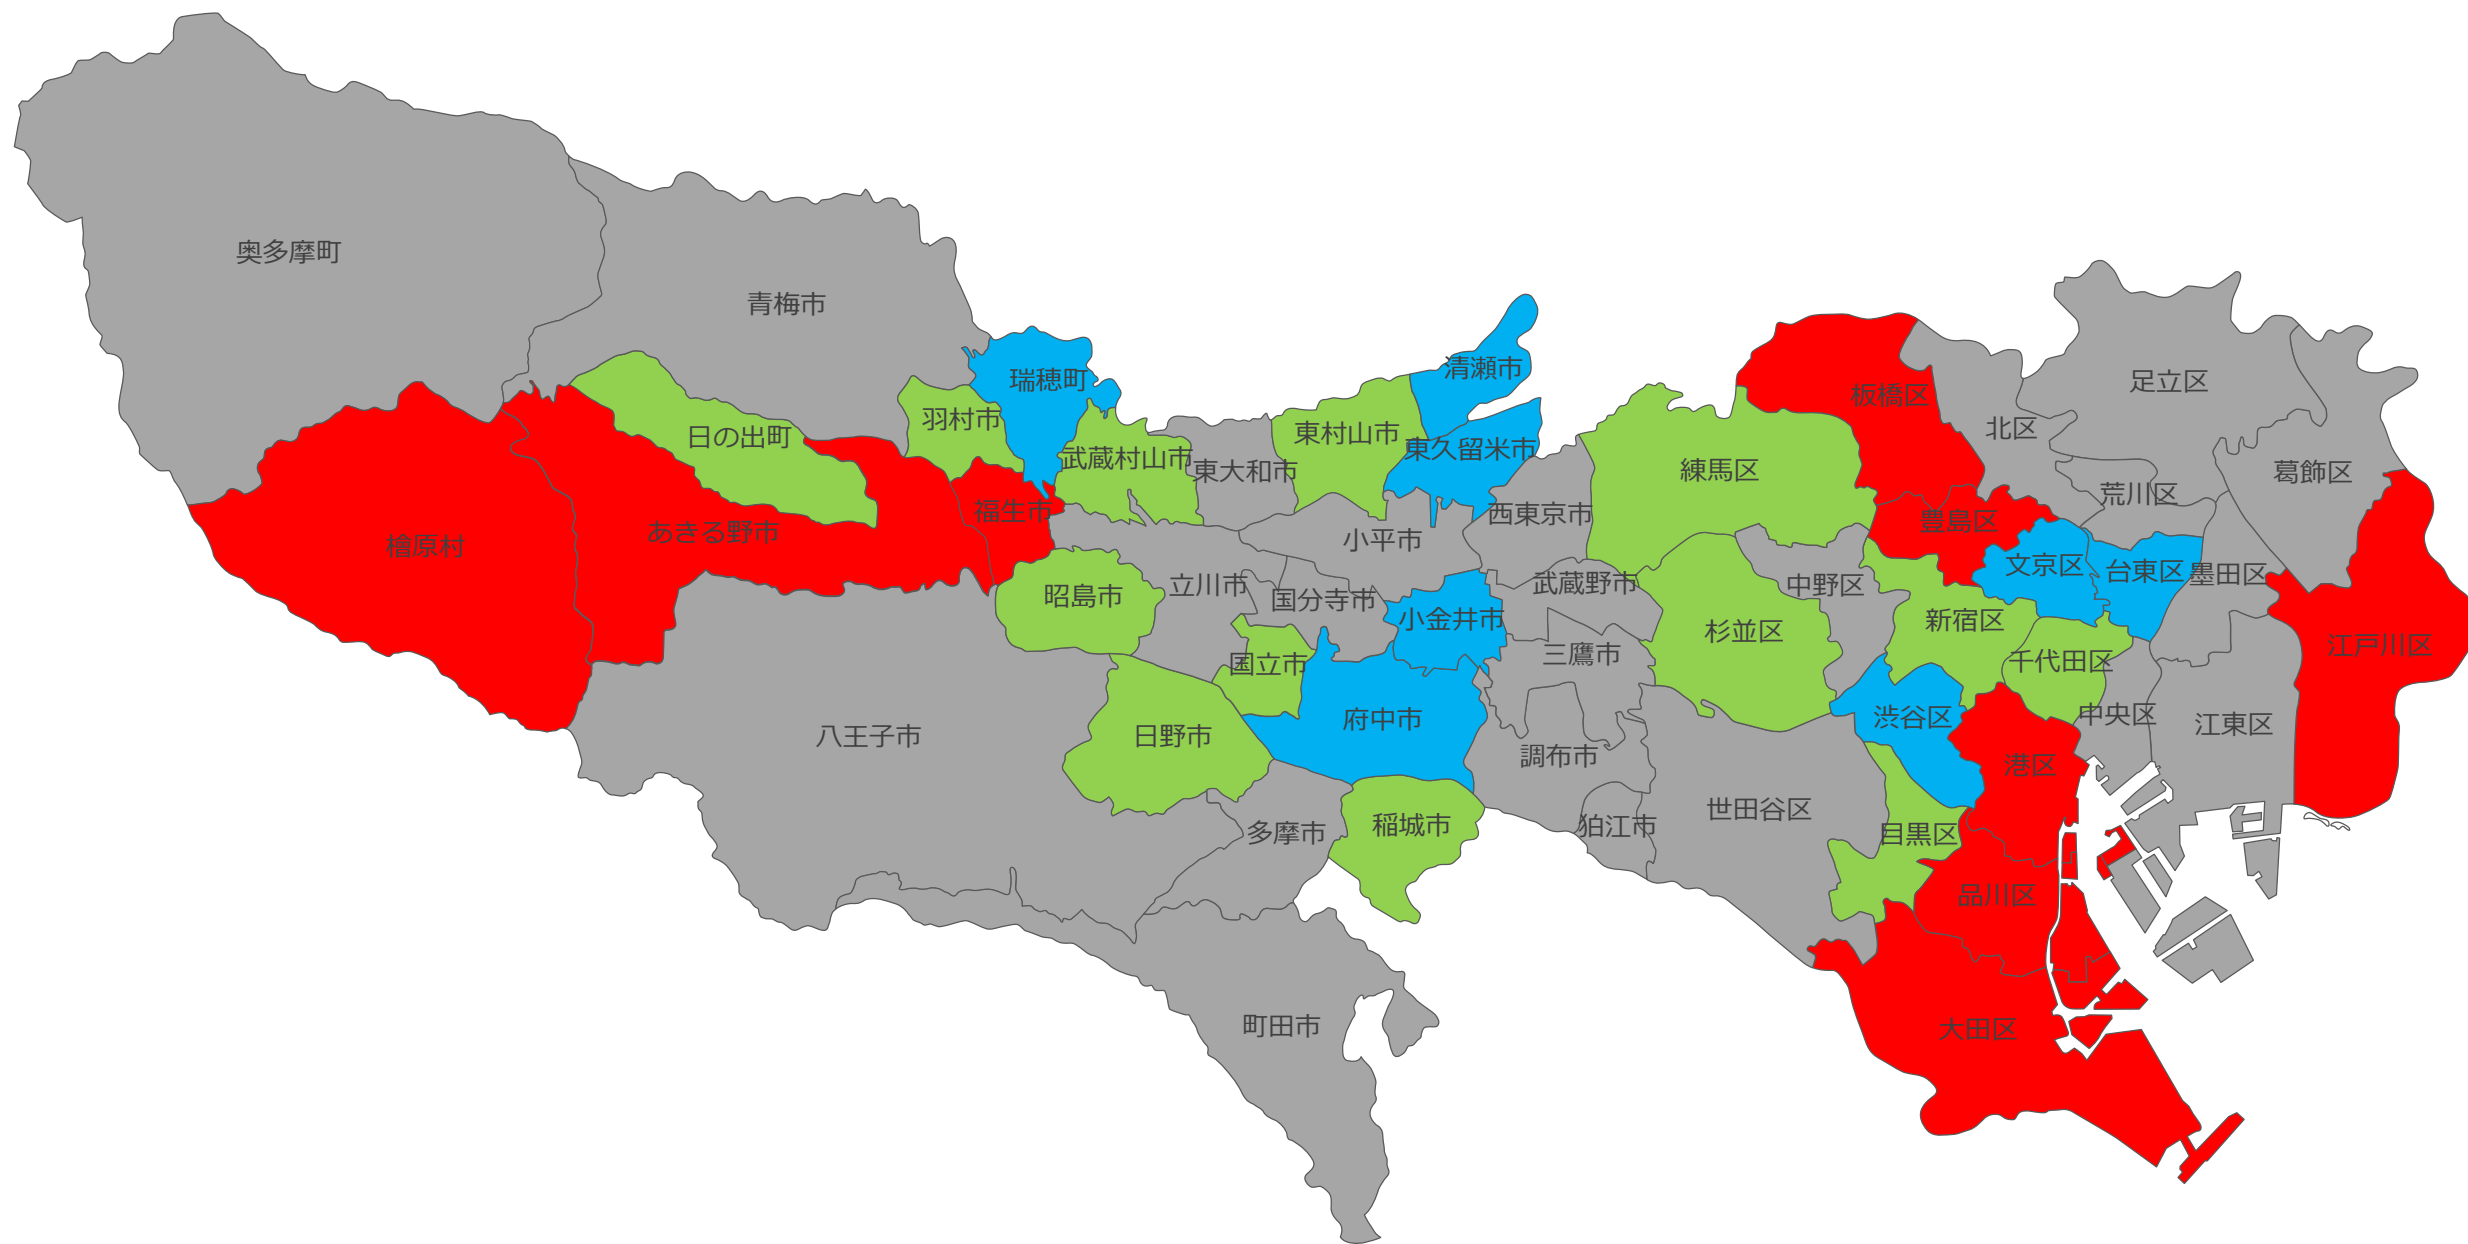 奥多摩町
青梅市
瑞穂町
清瀬市
足立区
板橋区
羽村市
北区
日の出町
東村山市
東久留米市
武蔵村山市
東大和市
練馬区
葛飾区
荒川区
福生市
西東京市
豊島区
あきる野市
小平市
檜原村
文京区
台東区
墨田区
立川市
武蔵野市
中野区
昭島市
国分寺市
小金井市
新宿区
杉並区
江戸川区
三鷹市
国立市
千代田区
府中市
渋谷区
中央区
江東区
八王子市
日野市
調布市
港区
世田谷区
稲城市
狛江市
多摩市
目黒区
品川区
町田市
大田区